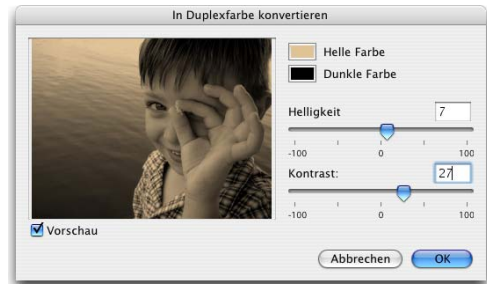 In Duplexfarbe konvertieren
Helle Farbe
Dunkle Farbe
Helligkeit 7
-100 0 100
Kontrast: 27
-100 0 100
Vorschau
Abbrechen OK